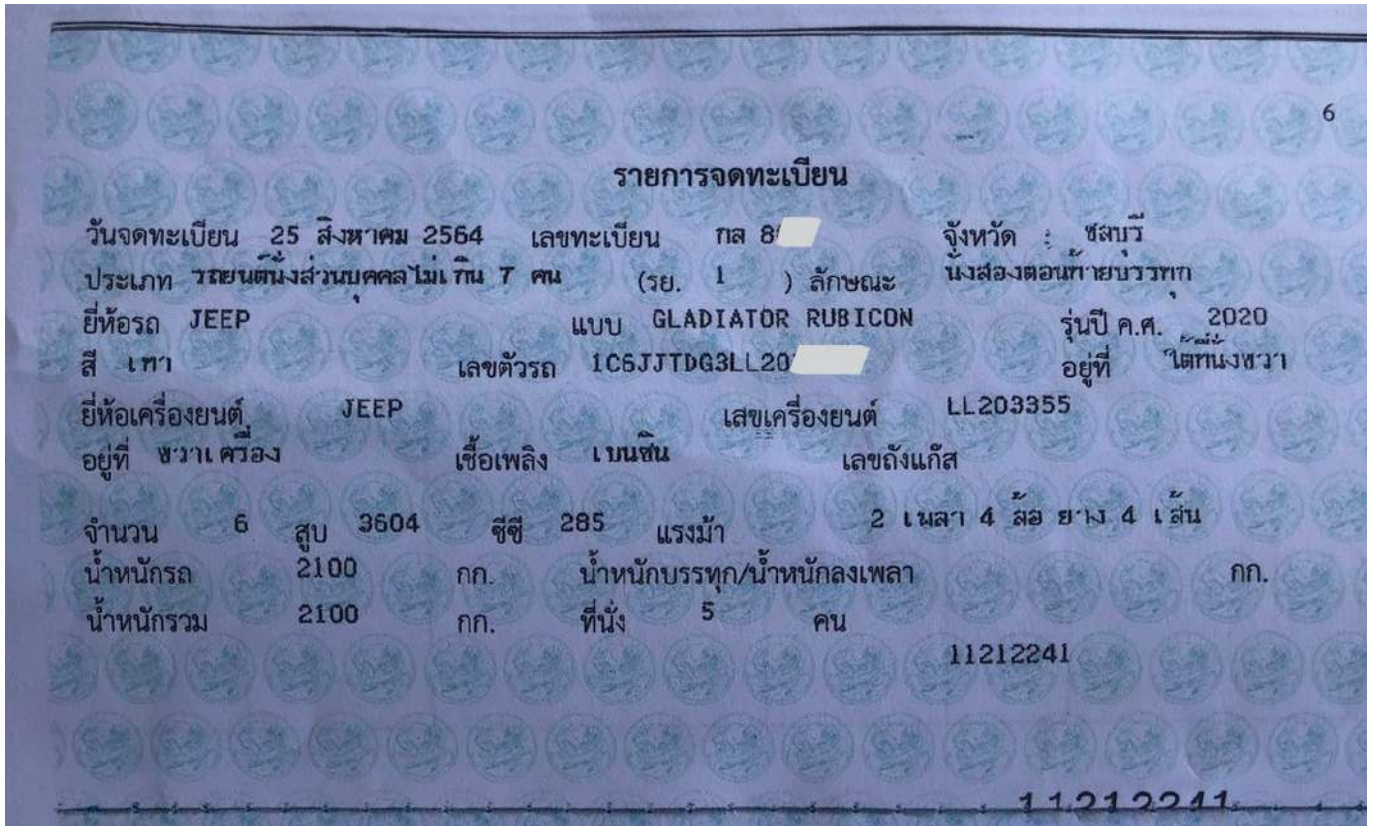 6
รายการจดทะเบียน
วันจดทะเบียน 25 สิงหาคม 2564 เลขทะเบียน กล 8 จังหวัด : ชลบุรี
ประเภท รถยนต์นั่งส่วนบุคคลไม่เกิน 7 คน (รย. 1 ) ลักษณะ นั่งสองตอนท้ายบรรทุก
ยี่ห้อรถ JEEP แบบ GLADIATOR RUBICON รุ่นปี ค.ศ. 2020
สี เทา เลขตัวรถ 1C6JJTDG3LL20 อยู่ที่ ใต้ที่นั่งขวา
ยี่ห้อเครื่องยนต์ JEEP เลขเครื่องยนต์ LL203355
อยู่ที่ ขวาเครื่อง เชื้อเพลิง เบนซิน เลขถังแก๊ส
จำนวน 6 สูบ 3604 ซีซี 285 แรงม้า 2 เพลา 4 ล้อ ยาง 4 เส้น
น้ำหนักรถ 2100 กก. น้ำหนักบรรทุก/น้ำหนักลงเพลา กก.
น้ำหนักรวม 2100 กก. ที่นั่ง 5 คน
11212241
11212241